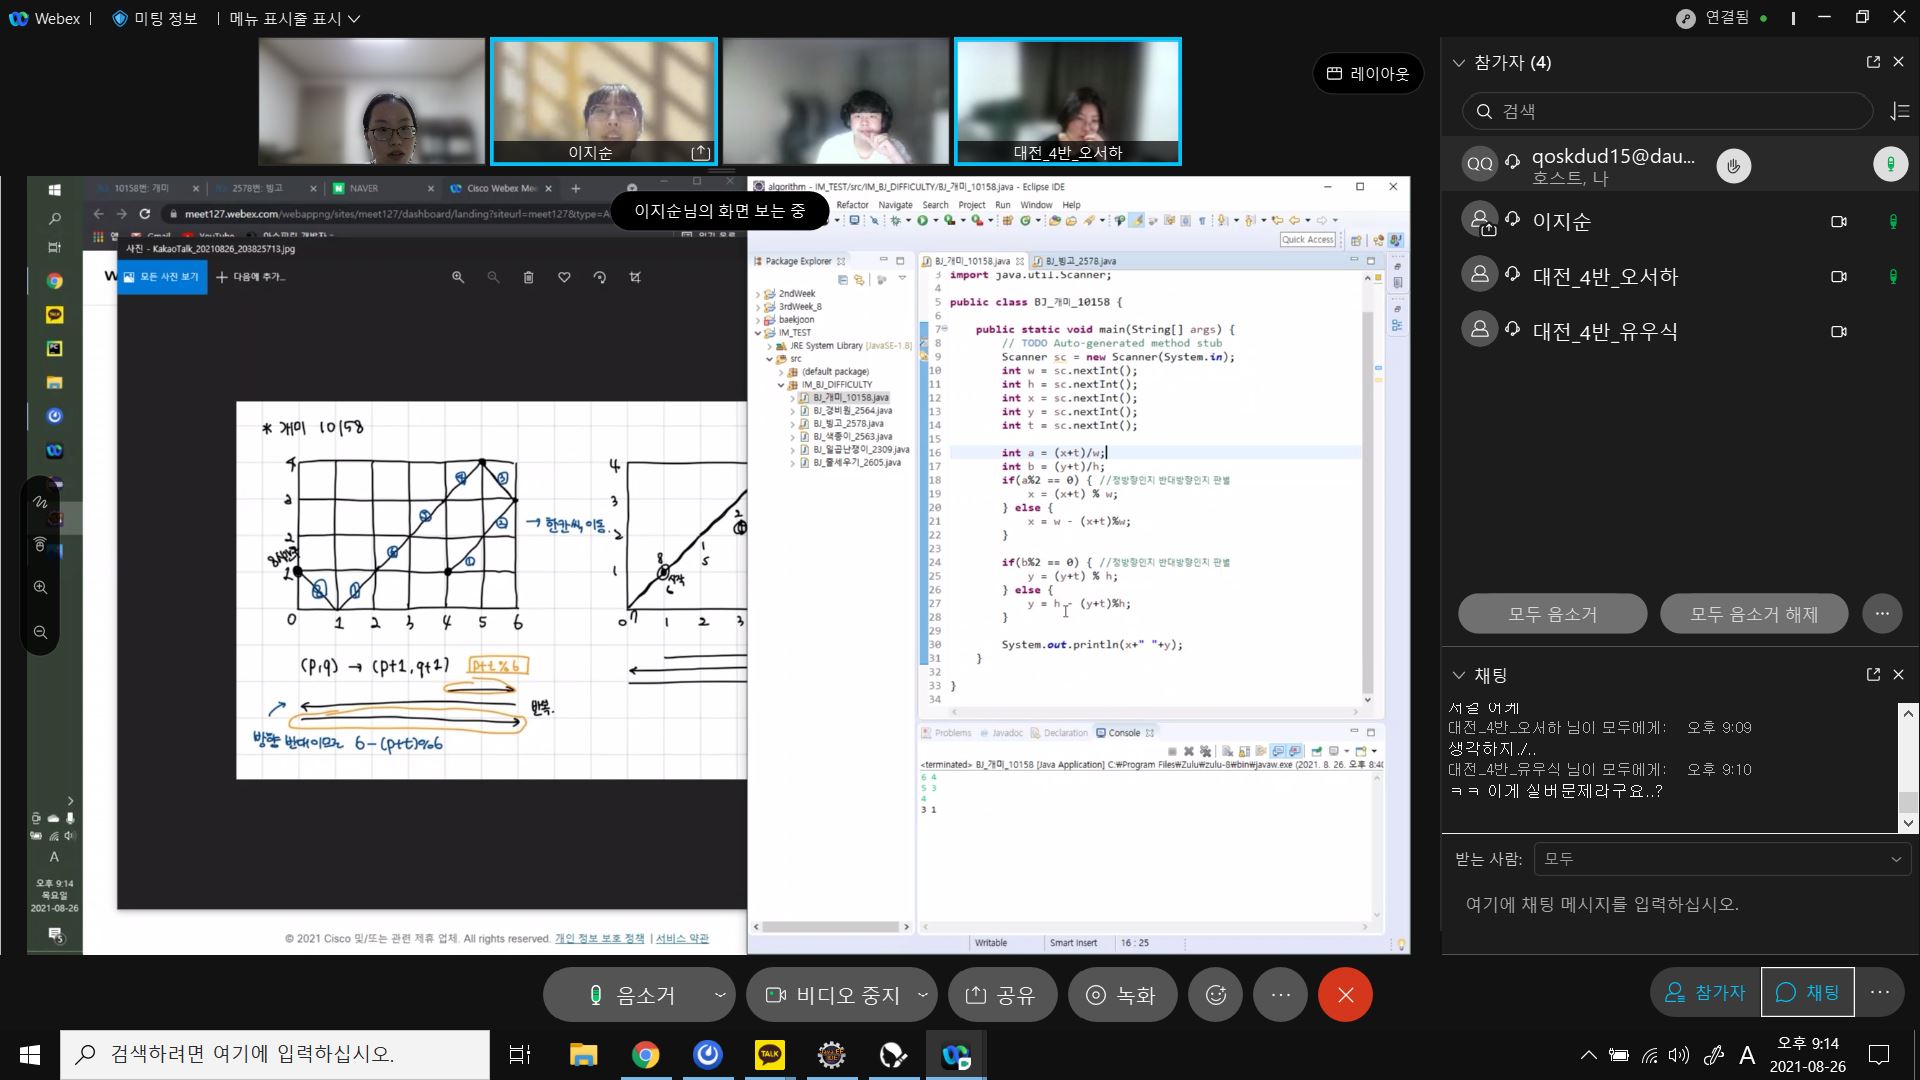 Webex | 미팅 정보 | 메뉴 표시줄 표시
연결됨
이지순
대전_4반_오서하
레이아웃
이지순님의 화면 보는 중
10158번: 개미
2578번: 빙고
NAVER
Cisco Webex Mee
meet127.webex.com/webappng/sites/meet127/dashboard/landing?siteurl=meet127&type=A
사진 - KakaoTalk_20210826_203825713.jpg
모든 사진 보기
다음에 추가...
* 개미 10158
→ 한칸씩 이동.
0 1 2 3 4 5 6
(p,q) → (p+1, q+1) p+t%6
반복.
방향 반대이므로 6-(p+t)%6
© 2021 Cisco 및/또는 관련 제휴 업체. All rights reserved. 개인 정보 보호 정책 | 서비스 약관
오후 9:14
목요일
2021-08-26
algorithm - IM_TEST/src/IM_BJ_DIFFICULTY/BJ_개미_10158.java - Eclipse IDE
Refactor Navigate Search Project Run Window Help
Quick Access
Package Explorer
2ndWeek
3rdWeek_8
baekjoon
IM_TEST
JRE System Library [JavaSE-1.8]
src
(default package)
IM_BJ_DIFFICULTY
BJ_개미_10158.java
BJ_경비원_2564.java
BJ_빙고_2578.java
BJ_색종이_2563.java
BJ_일곱난쟁이_2309.java
BJ_줄세우기_2605.java
BJ_개미_10158.java
BJ_빙고_2578.java
3 import java.util.Scanner;
4
5 public class BJ_개미_10158 {
6
7 public static void main(String[] args) {
8 // TODO Auto-generated method stub
9 Scanner sc = new Scanner(System.in);
10 int w = sc.nextInt();
11 int h = sc.nextInt();
12 int x = sc.nextInt();
13 int y = sc.nextInt();
14 int t = sc.nextInt();
15
16 int a = (x+t)/w;
17 int b = (y+t)/h;
18 if(a%2 == 0) { //정방향인지 반대방향인지 판별
19 x = (x+t) % w;
20 } else {
21 x = w - (x+t)%w;
22 }
23
24 if(b%2 == 0) { //정방향인지 반대방향인지 판별
25 y = (y+t) % h;
26 } else {
27 y = h - (y+t)%h;
28 }
29
30 System.out.println(x+" "+y);
31 }
32
33 }
34
Problems Javadoc Declaration Console
<terminated> BJ_개미_10158 [Java Application] C:₩Program Files₩Zulu₩zulu-8₩bin₩javaw.exe (2021. 8. 26. 오후 8:40
6 4
5 3
4
3 1
Writable Smart Insert 16 : 25
참가자 (4)
검색
QQ qoskdud15@dau...
호스트, 나
이지순
대전_4반_오서하
대전_4반_유우식
모두 음소거
모두 음소거 해제
채팅
대전_4반_오서하 님이 모두에게: 오후 9:09
생각하지./..
대전_4반_유우식 님이 모두에게: 오후 9:10
ㅋㅋ 이게 실버문제라구요..?
받는 사람: 모두
여기에 채팅 메시지를 입력하십시오.
음소거
비디오 중지
공유
녹화
참가자
채팅
검색하려면 여기에 입력하십시오.
TALK
A
오후 9:14
2021-08-26